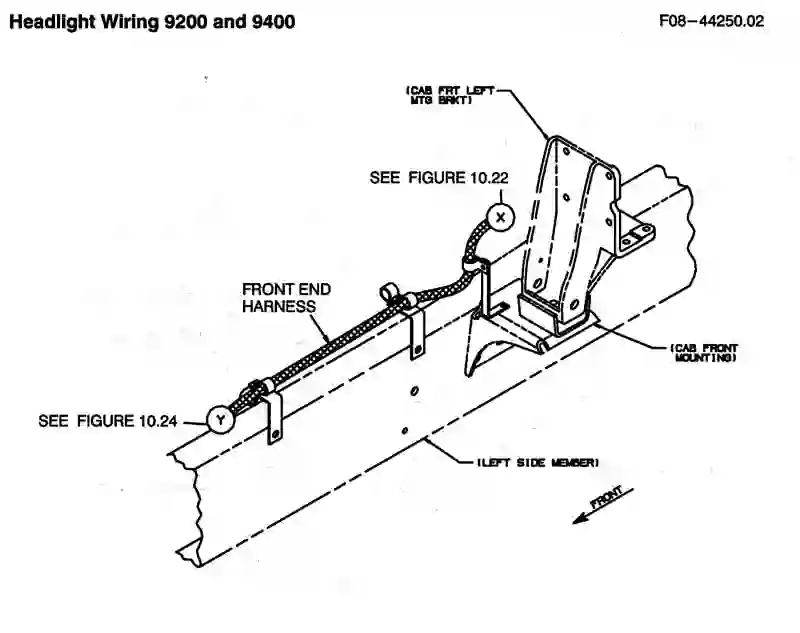 Headlight Wiring 9200 and 9400
F08-44250.02
(CAB FRT LEFT
MTG BRKT)
SEE FIGURE 10.22
X
FRONT END
HARNESS
(CAB FRONT
MOUNTING)
SEE FIGURE 10.24
Y
(LEFT SIDE MEMBER)
FRONT